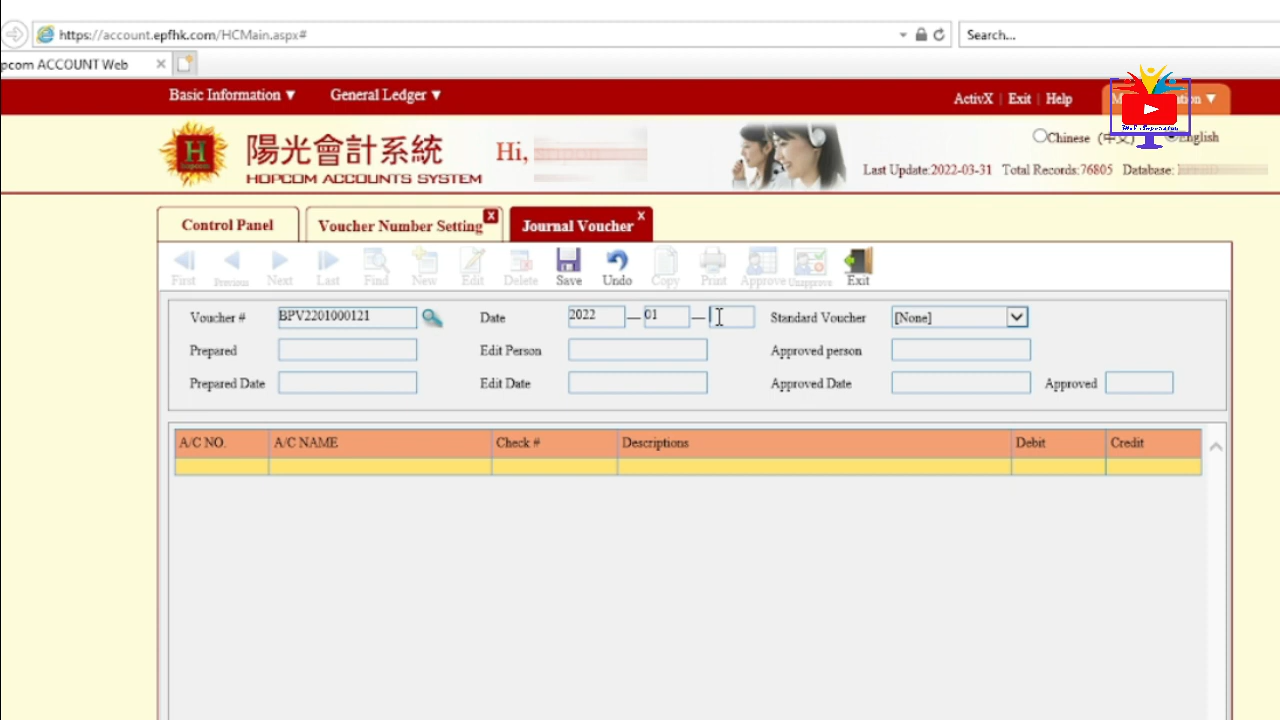 https://account.epfhk.com/HCMain.aspx#
Search...
pcom ACCOUNT Web
Basic Information ▼
General Ledger ▼
ActivX | Exit | Help
▼
H
陽光會計系統
HOPCOM ACCOUNTS SYSTEM
Hi,
Chinese (中文)
English
Last Update:2022-03-31 Total Records:76805 Database:
Control Panel
Voucher Number Setting
Journal Voucher
First Previous Next Last Find New Edit Delete Save Undo Copy Print Approve Unapprove Exit
Voucher # BPV2201000121 Date 2022 — 01 — Standard Voucher [None]
Prepared Edit Person Approved person
Prepared Date Edit Date Approved Date Approved
A/C NO. A/C NAME Check # Descriptions Debit Credit